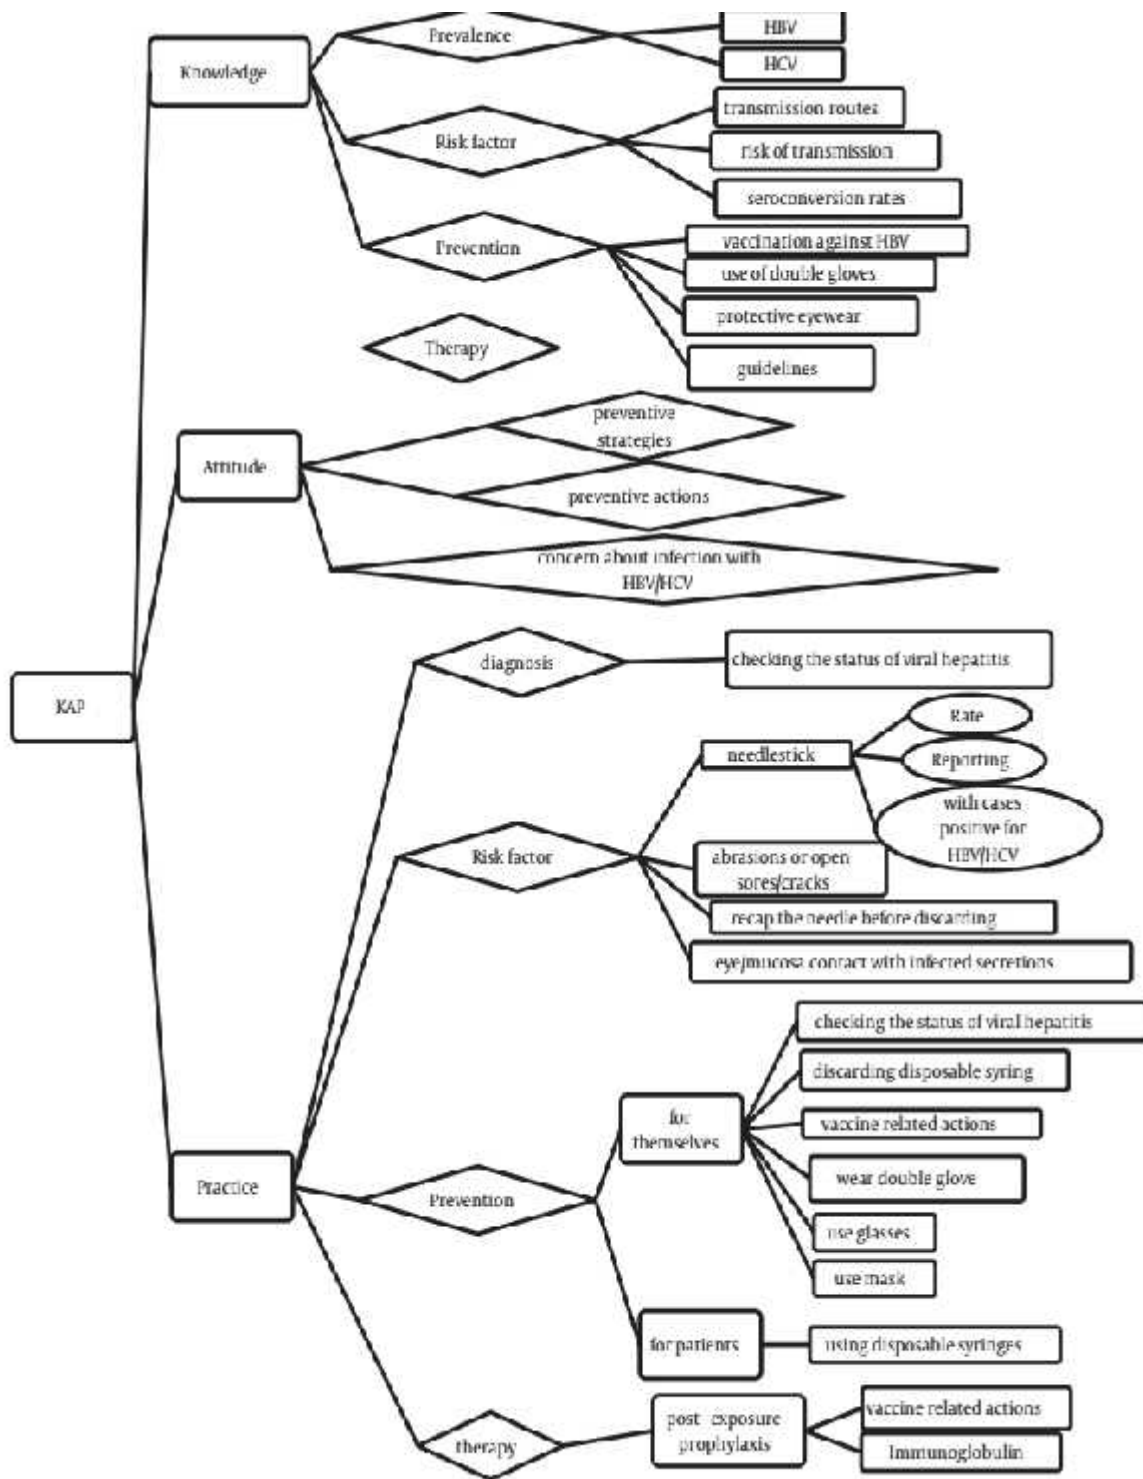 Prevalence
HBV
HCV
Knowledge
transmission routes
Risk factor
risk of transmission
seroconversion rates
Prevention
vaccination against HBV
use of double gloves
protective eyewear
guidelines
Therapy
Attitude
preventive
strategies
preventive actions
concern about infection with
HBV/HCV
KAP
diagnosis
checking the status of viral hepatitis
Risk factor
needlestick
Rate
Reporting
with cases
positive for
HBV/HCV
abrasions or open
sores/cracks
recap the needle before discarding
eye/mucosa contact with infected secretions
Practice
Prevention
for
themselves
checking the status of viral hepatitis
discarding disposable syring
vaccine related actions
wear double glove
use glasses
use mask
for patients
using disposable syringes
therapy
post-exposure
prophylaxis
vaccine related actions
Immunoglobulin